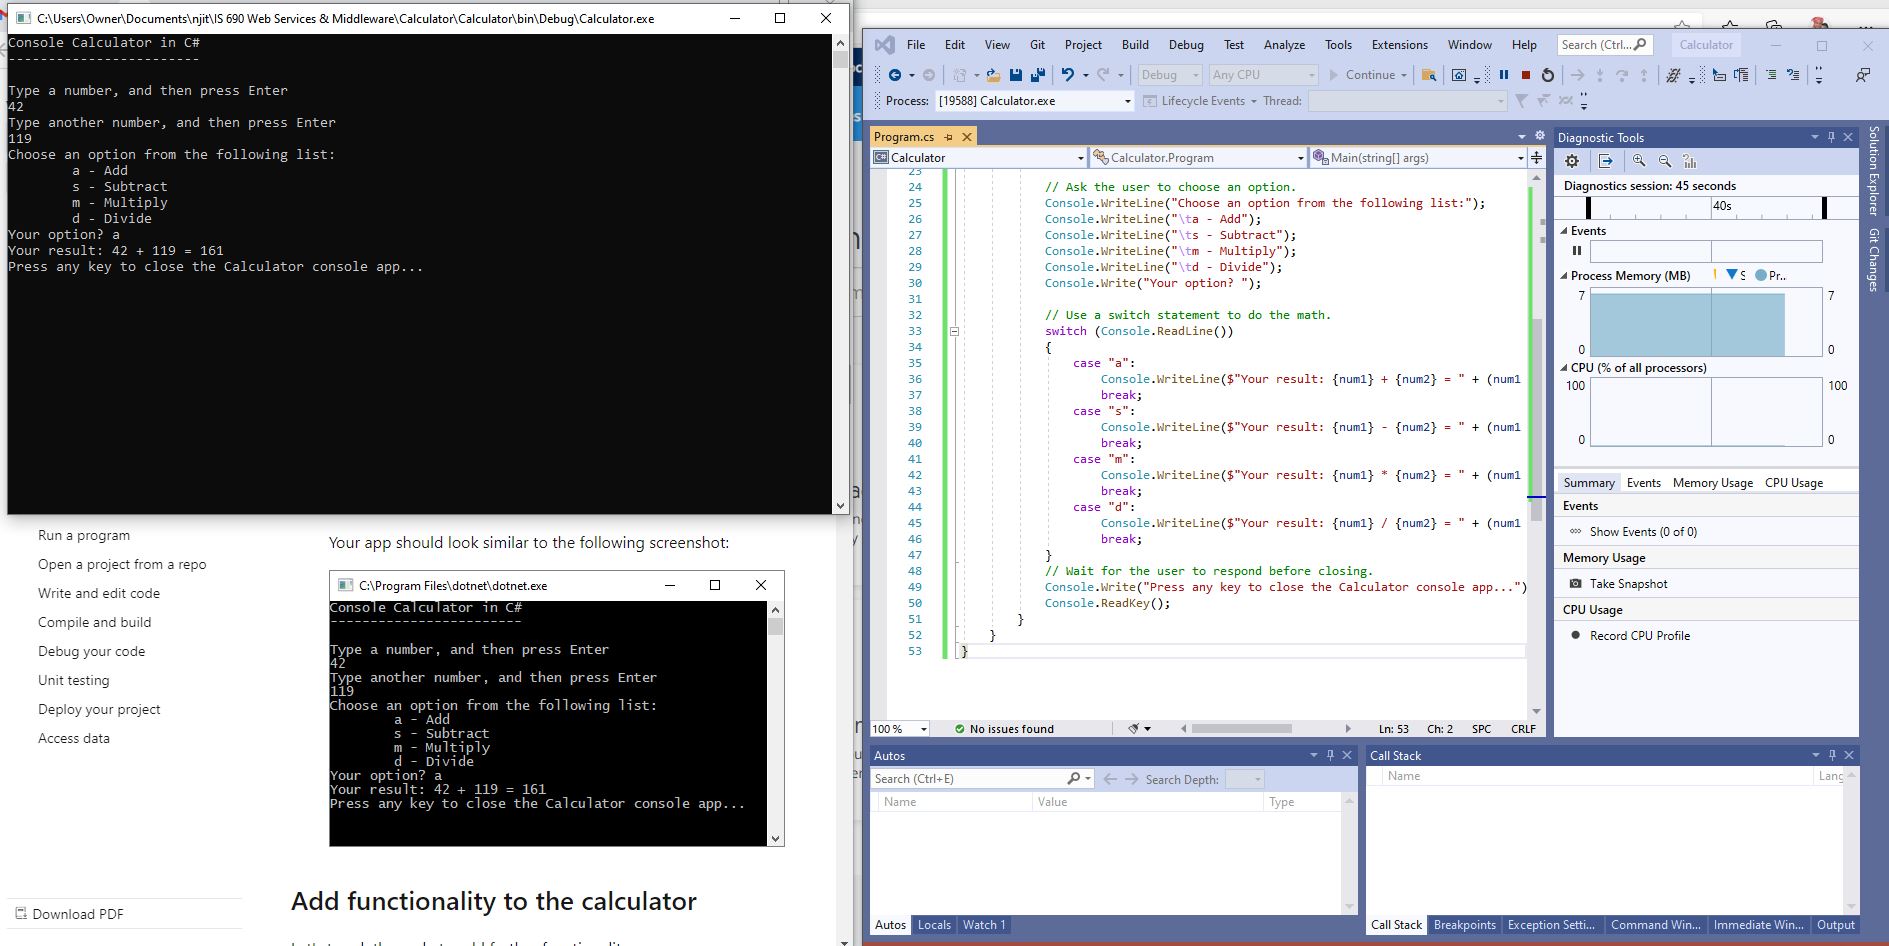 C:\Users\Owner\Documents\njit\IS 690 Web Services & Middleware\Calculator\Calculator\bin\Debug\Calculator.exe
Console Calculator in C#
------------------------
Type a number, and then press Enter
42
Type another number, and then press Enter
119
Choose an option from the following list:
a - Add
s - Subtract
m - Multiply
d - Divide
Your option? a
Your result: 42 + 119 = 161
Press any key to close the Calculator console app...
Run a program
Open a project from a repo
Write and edit code
Compile and build
Debug your code
Unit testing
Deploy your project
Access data
Download PDF
Your app should look similar to the following screenshot:
C:\Program Files\dotnet\dotnet.exe
Console Calculator in C#
------------------------
Type a number, and then press Enter
42
Type another number, and then press Enter
119
Choose an option from the following list:
a - Add
s - Subtract
m - Multiply
d - Divide
Your option? a
Your result: 42 + 119 = 161
Press any key to close the Calculator console app...
Add functionality to the calculator
File Edit View Git Project Build Debug Test Analyze Tools Extensions Window Help Search (Ctrl... Calculator
Debug Any CPU Continue
Process: [19588] Calculator.exe Lifecycle Events Thread:
Program.cs
Calculator Calculator.Program Main(string[] args)
23
24 // Ask the user to choose an option.
25 Console.WriteLine("Choose an option from the following list:");
26 Console.WriteLine("\ta - Add");
27 Console.WriteLine("\ts - Subtract");
28 Console.WriteLine("\tm - Multiply");
29 Console.WriteLine("\td - Divide");
30 Console.Write("Your option? ");
31
32 // Use a switch statement to do the math.
33 switch (Console.ReadLine())
34 {
35 case "a":
36 Console.WriteLine($"Your result: {num1} + {num2} = " + (num1
37 break;
38 case "s":
39 Console.WriteLine($"Your result: {num1} - {num2} = " + (num1
40 break;
41 case "m":
42 Console.WriteLine($"Your result: {num1} * {num2} = " + (num1
43 break;
44 case "d":
45 Console.WriteLine($"Your result: {num1} / {num2} = " + (num1
46 break;
47 }
48 // Wait for the user to respond before closing.
49 Console.Write("Press any key to close the Calculator console app...")
50 Console.ReadKey();
51 }
52 }
53 }
100 % No issues found Ln: 53 Ch: 2 SPC CRLF
Diagnostic Tools
Diagnostics session: 45 seconds
40s
Events
Process Memory (MB) S Pr...
7 7
0 0
CPU (% of all processors)
100 100
0 0
Summary Events Memory Usage CPU Usage
Events
Show Events (0 of 0)
Memory Usage
Take Snapshot
CPU Usage
Record CPU Profile
Solution Explorer
Git Changes
Autos
Search (Ctrl+E) Search Depth:
Name Value Type
Autos Locals Watch 1
Call Stack
Name Lang
Call Stack Breakpoints Exception Setti... Command Win... Immediate Win... Output